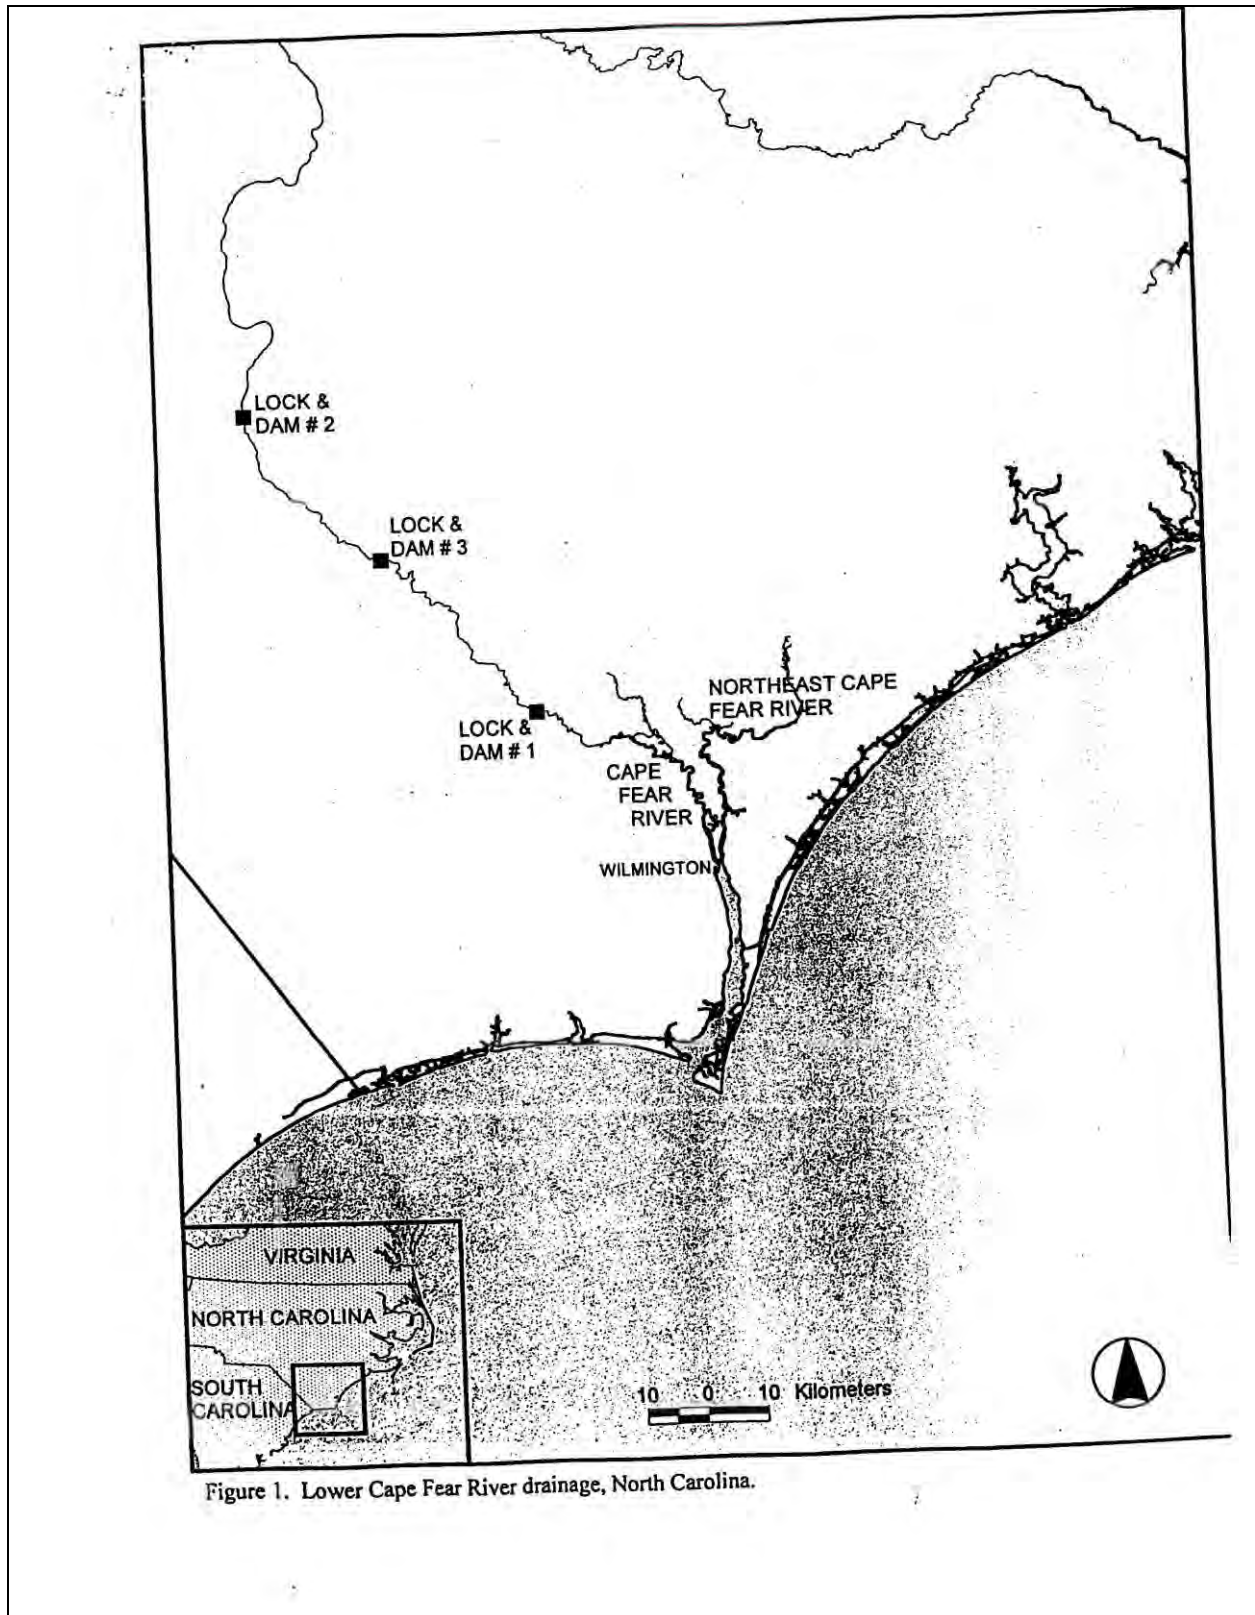 LOCK &
DAM # 2
LOCK &
DAM # 3
NORTHEAST CAPE
FEAR RIVER
LOCK &
DAM # 1
CAPE
FEAR
RIVER
WILMINGTON
VIRGINIA
NORTH CAROLINA
SOUTH
CAROLINA
10 0 10 Kilometers
Figure 1. Lower Cape Fear River drainage, North Carolina.